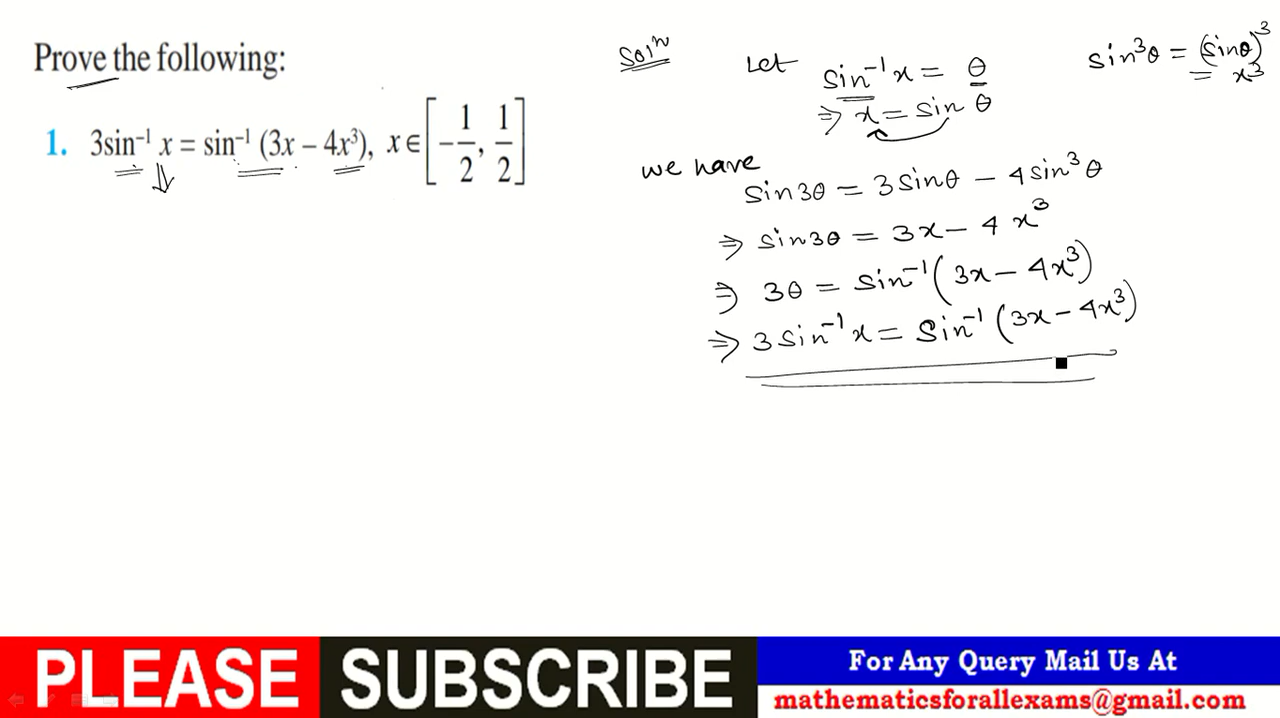 Prove the following:
1. 3sin⁻¹ x = sin⁻¹ (3x – 4x³), x ∈ [–1/2, 1/2]
Soln
Let sin⁻¹x = θ
⇒ x = sin θ
sin³θ = (sinθ)³
= x³
we have
sin3θ = 3sinθ – 4sin³θ
⇒ sin3θ = 3x – 4x³
⇒ 3θ = sin⁻¹(3x – 4x³)
⇒ 3sin⁻¹x = sin⁻¹(3x – 4x³)
PLEASE SUBSCRIBE
For Any Query Mail Us At
mathematicsforallexams@gmail.com